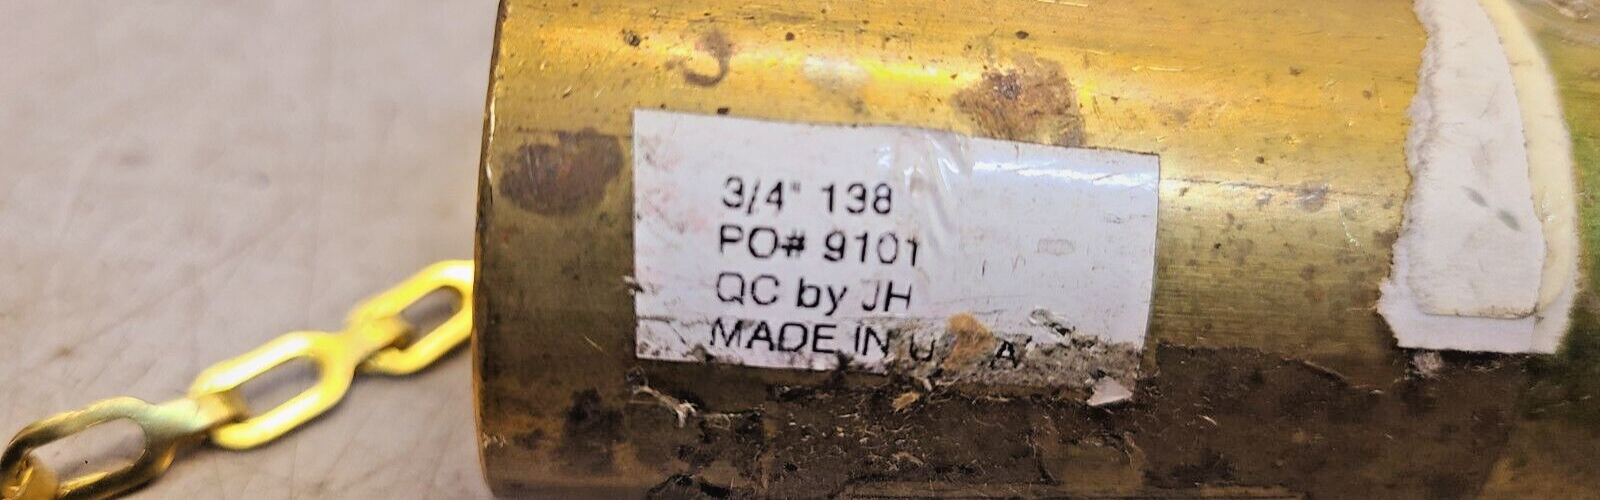 3/4" 138
PO# 9101
QC by JH
MADE IN U.S.A